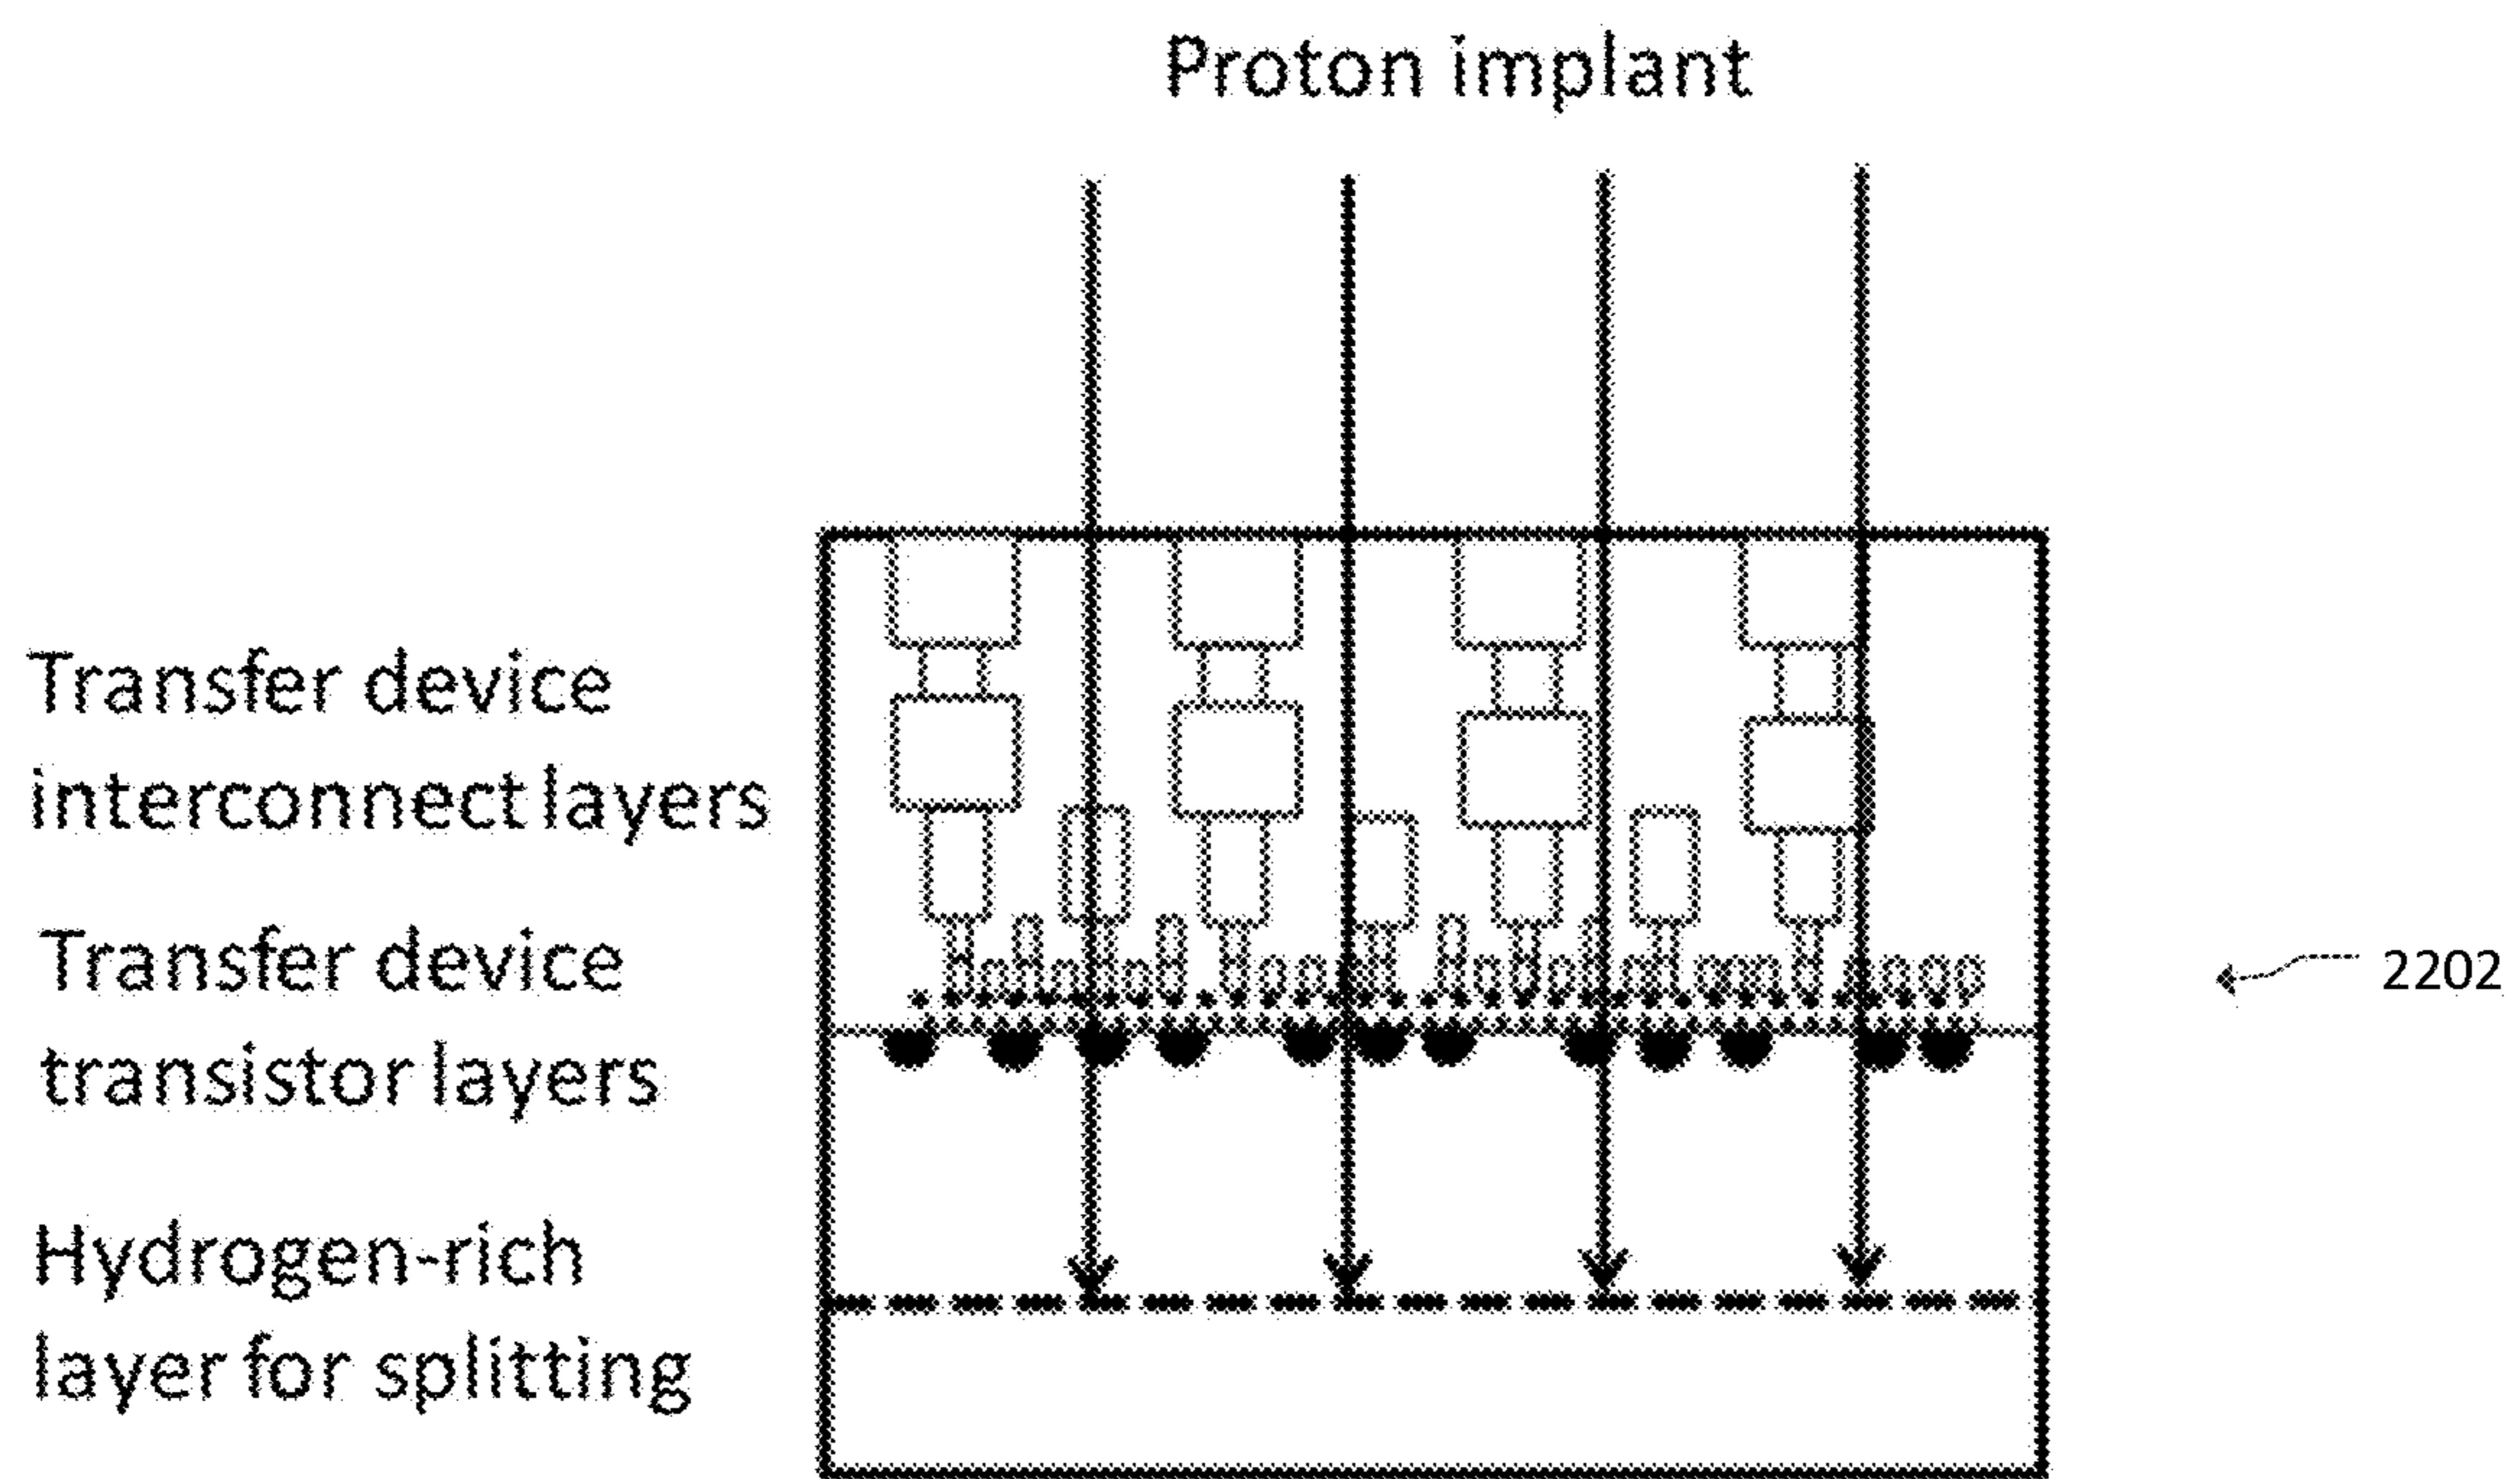 Proton implant
Transfer device
interconnect layers
Transfer device
transistor layers
2202
Hydrogen-rich
layer for splitting